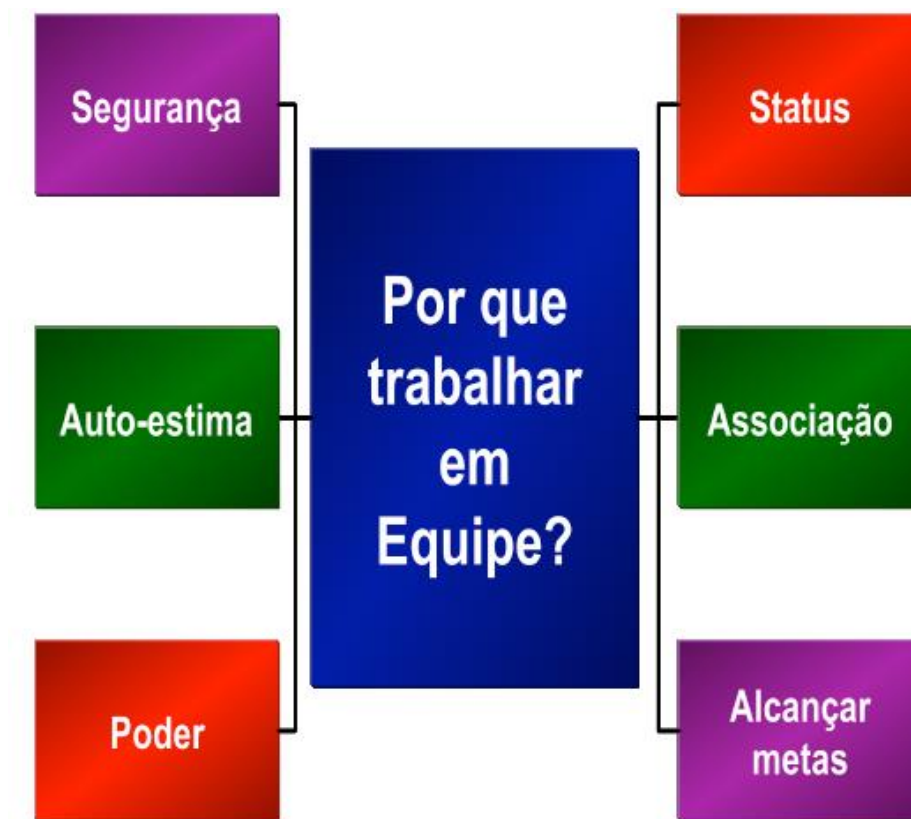 Segurança
Status
Por que
trabalhar
em
Equipe?
Auto-estima
Associação
Poder
Alcançar
metas